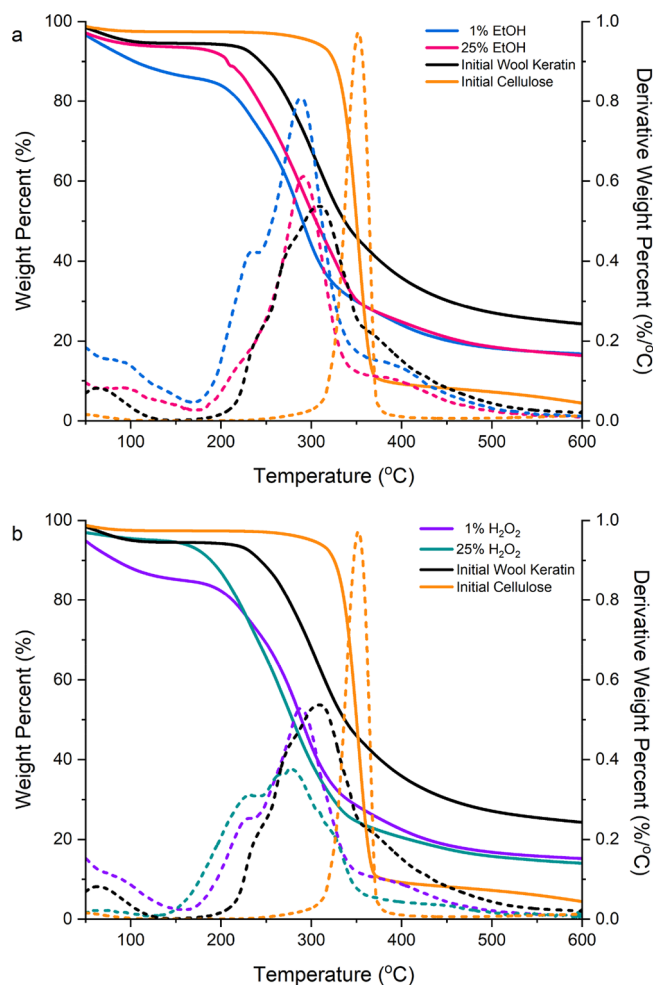 a
1% EtOH
25% EtOH
Initial Wool Keratin
Initial Cellulose
Weight Percent (%)
100
80
60
40
20
0
1.0
0.8
0.6
0.4
0.2
0.0
Derivative Weight Percent (%/ºC)
100 200 300 400 500 600
Temperature (ºC)
b
1% H₂O₂
25% H₂O₂
Initial Wool Keratin
Initial Cellulose
Weight Percent (%)
100
80
60
40
20
0
1.0
0.8
0.6
0.4
0.2
0.0
Derivative Weight Percent (%/ºC)
100 200 300 400 500 600
Temperature (ºC)